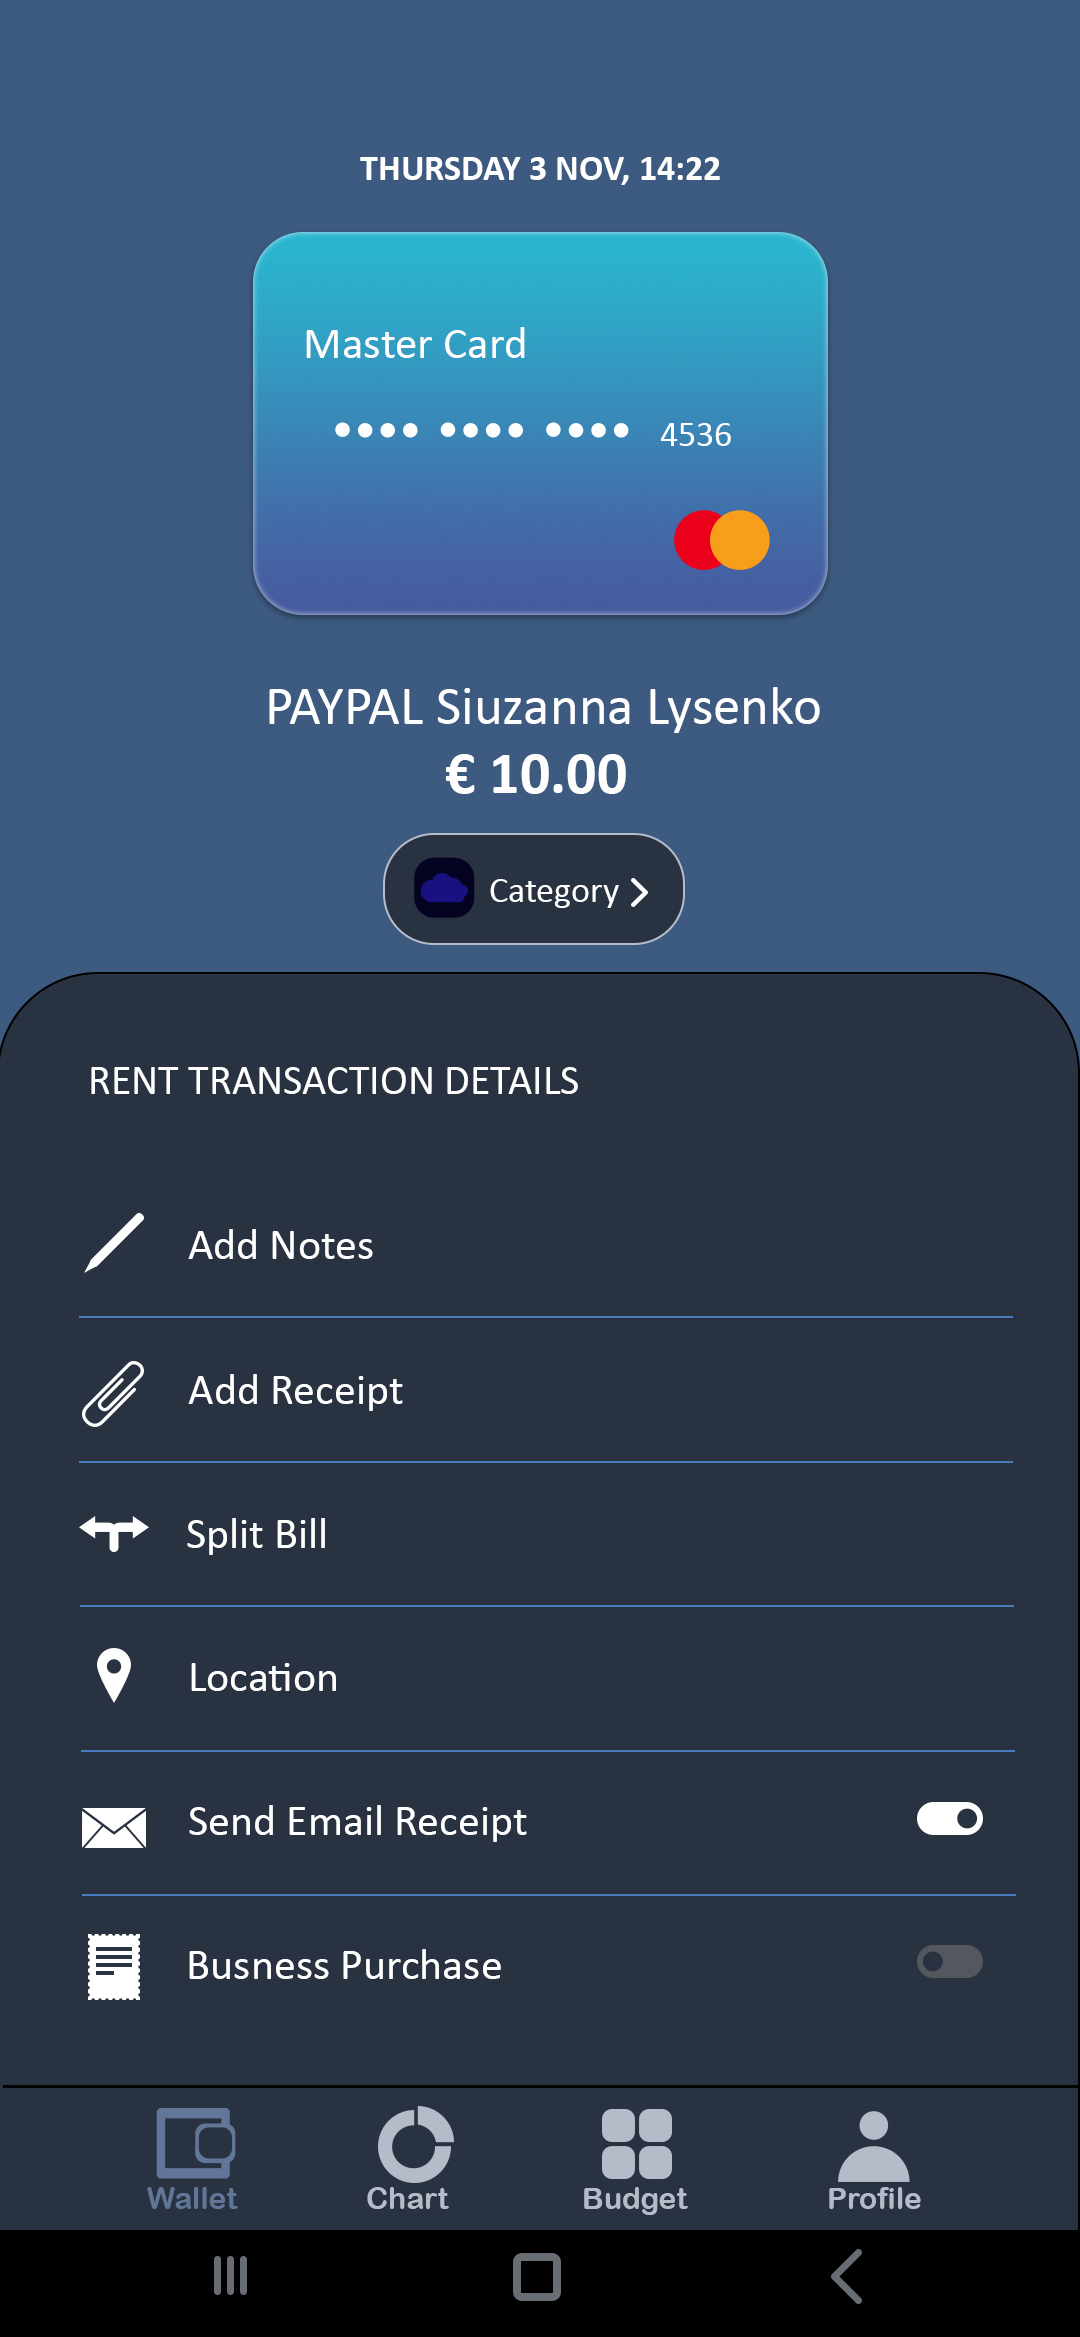 THURSDAY 3 NOV, 14:22
Master Card
•••• •••• •••• 4536
PAYPAL Siuzanna Lysenko
€ 10.00
Category
RENT TRANSACTION DETAILS
Add Notes
Add Receipt
Split Bill
Location
Send Email Receipt
Busness Purchase
Wallet Chart Budget Profile